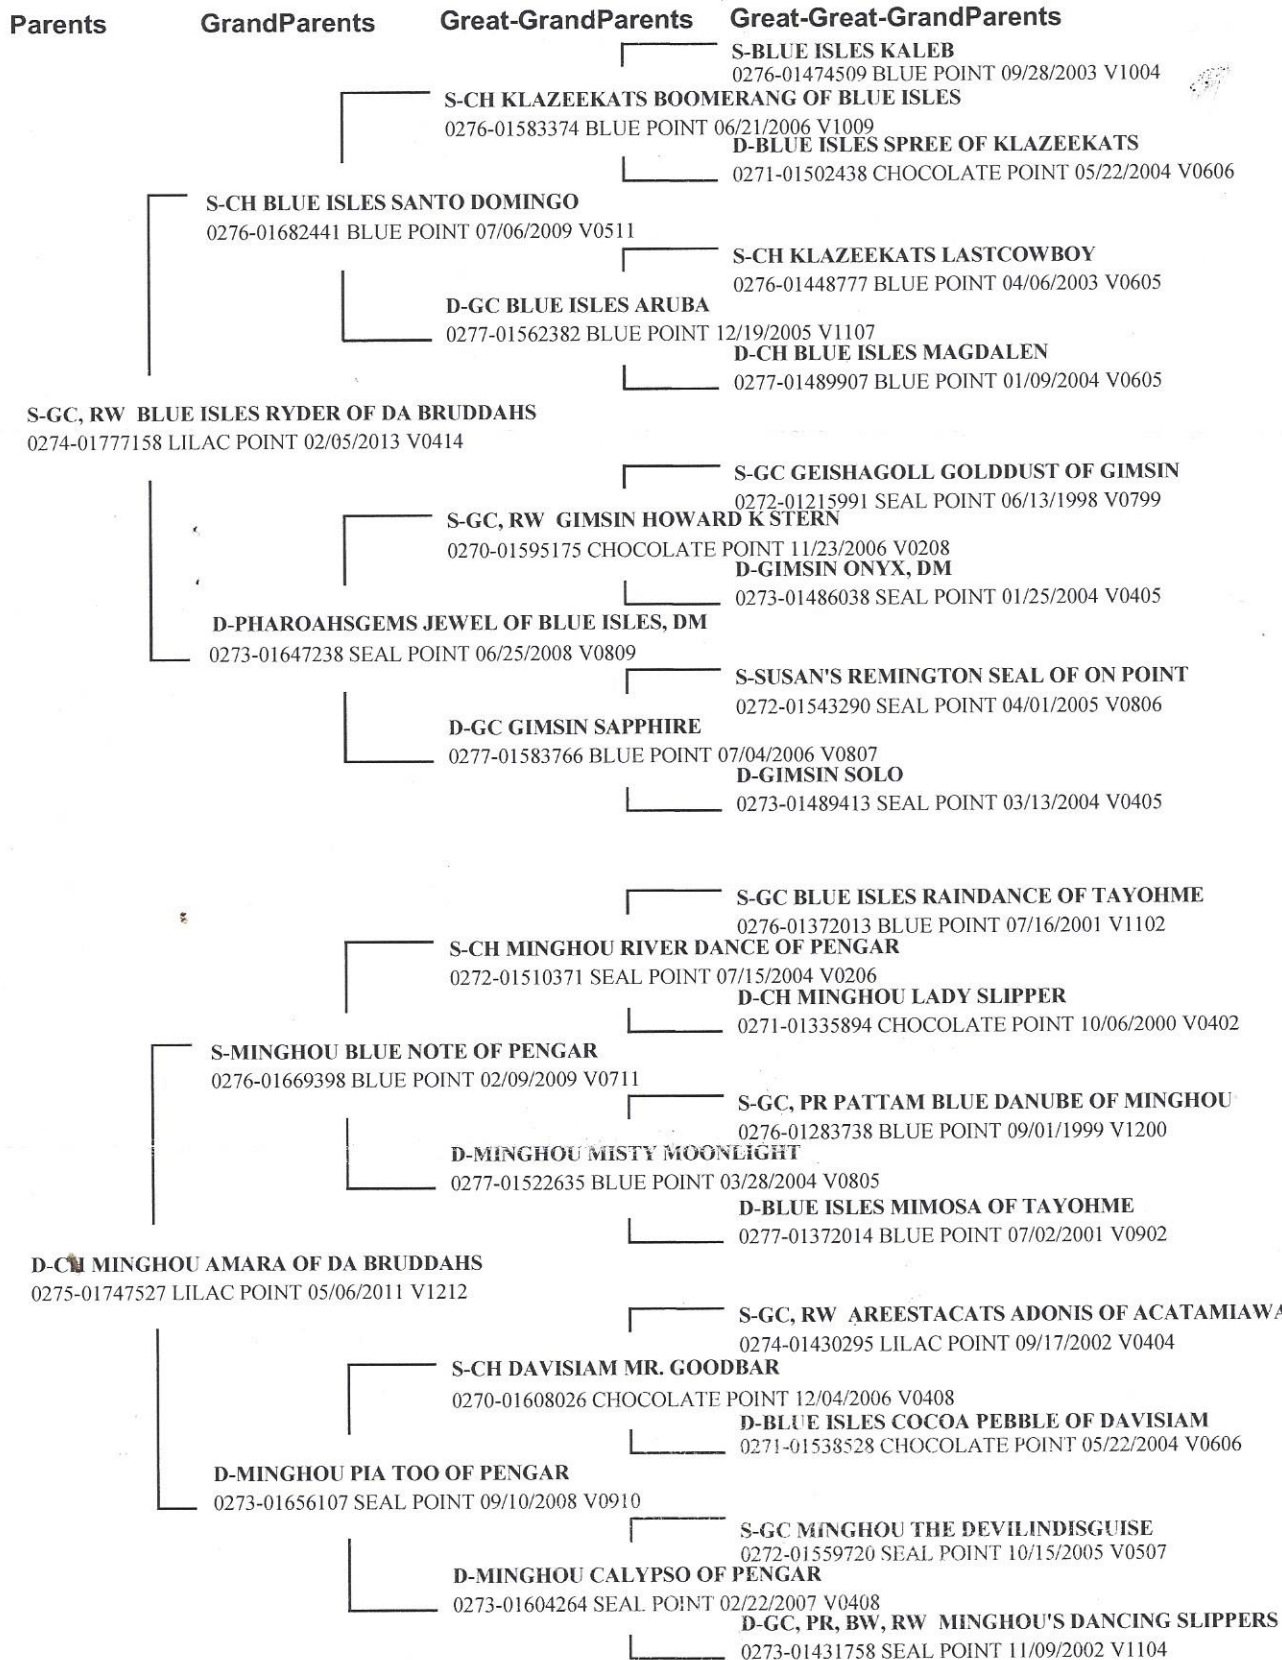 Parents GrandParents Great-GrandParents Great-Great-GrandParents
S-BLUE ISLES KALEB
0276-01474509 BLUE POINT 09/28/2003 V1004
S-CH KLAZEEKATS BOOMERANG OF BLUE ISLES
0276-01583374 BLUE POINT 06/21/2006 V1009
D-BLUE ISLES SPREE OF KLAZEEKATS
0271-01502438 CHOCOLATE POINT 05/22/2004 V0606
S-CH BLUE ISLES SANTO DOMINGO
0276-01682441 BLUE POINT 07/06/2009 V0511
S-CH KLAZEEKATS LASTCOWBOY
0276-01448777 BLUE POINT 04/06/2003 V0605
D-GC BLUE ISLES ARUBA
0277-01562382 BLUE POINT 12/19/2005 V1107
D-CH BLUE ISLES MAGDALEN
0277-01489907 BLUE POINT 01/09/2004 V0605
S-GC, RW BLUE ISLES RYDER OF DA BRUDDAHS
0274-01777158 LILAC POINT 02/05/2013 V0414
S-GC GEISHAGOLL GOLDDUST OF GIMSIN
0272-01215991 SEAL POINT 06/13/1998 V0799
S-GC, RW GIMSIN HOWARD K STERN
0270-01595175 CHOCOLATE POINT 11/23/2006 V0208
D-GIMSIN ONYX, DM
0273-01486038 SEAL POINT 01/25/2004 V0405
D-PHAROAHSGEMS JEWEL OF BLUE ISLES, DM
0273-01647238 SEAL POINT 06/25/2008 V0809
S-SUSAN'S REMINGTON SEAL OF ON POINT
0272-01543290 SEAL POINT 04/01/2005 V0806
D-GC GIMSIN SAPPHIRE
0277-01583766 BLUE POINT 07/04/2006 V0807
D-GIMSIN SOLO
0273-01489413 SEAL POINT 03/13/2004 V0405
S-GC BLUE ISLES RAINDANCE OF TAYOHME
0276-01372013 BLUE POINT 07/16/2001 V1102
S-CH MINGHOU RIVER DANCE OF PENGAR
0272-01510371 SEAL POINT 07/15/2004 V0206
D-CH MINGHOU LADY SLIPPER
0271-01335894 CHOCOLATE POINT 10/06/2000 V0402
S-MINGHOU BLUE NOTE OF PENGAR
0276-01669398 BLUE POINT 02/09/2009 V0711
S-GC, PR PATTAM BLUE DANUBE OF MINGHOU
0276-01283738 BLUE POINT 09/01/1999 V1200
D-MINGHOU MISTY MOONLIGHT
0277-01522635 BLUE POINT 03/28/2004 V0805
D-BLUE ISLES MIMOSA OF TAYOHME
0277-01372014 BLUE POINT 07/02/2001 V0902
D-CH MINGHOU AMARA OF DA BRUDDAHS
0275-01747527 LILAC POINT 05/06/2011 V1212
S-GC, RW AREESTACATS ADONIS OF ACATAMIAWA
0274-01430295 LILAC POINT 09/17/2002 V0404
S-CH DAVISIAM MR. GOODBAR
0270-01608026 CHOCOLATE POINT 12/04/2006 V0408
D-BLUE ISLES COCOA PEBBLE OF DAVISIAM
0271-01538528 CHOCOLATE POINT 05/22/2004 V0606
D-MINGHOU PIA TOO OF PENGAR
0273-01656107 SEAL POINT 09/10/2008 V0910
S-GC MINGHOU THE DEVILINDISGUISE
0272-01559720 SEAL POINT 10/15/2005 V0507
D-MINGHOU CALYPSO OF PENGAR
0273-01604264 SEAL POINT 02/22/2007 V0408
D-GC, PR, BW, RW MINGHOU'S DANCING SLIPPERS
0273-01431758 SEAL POINT 11/09/2002 V1104